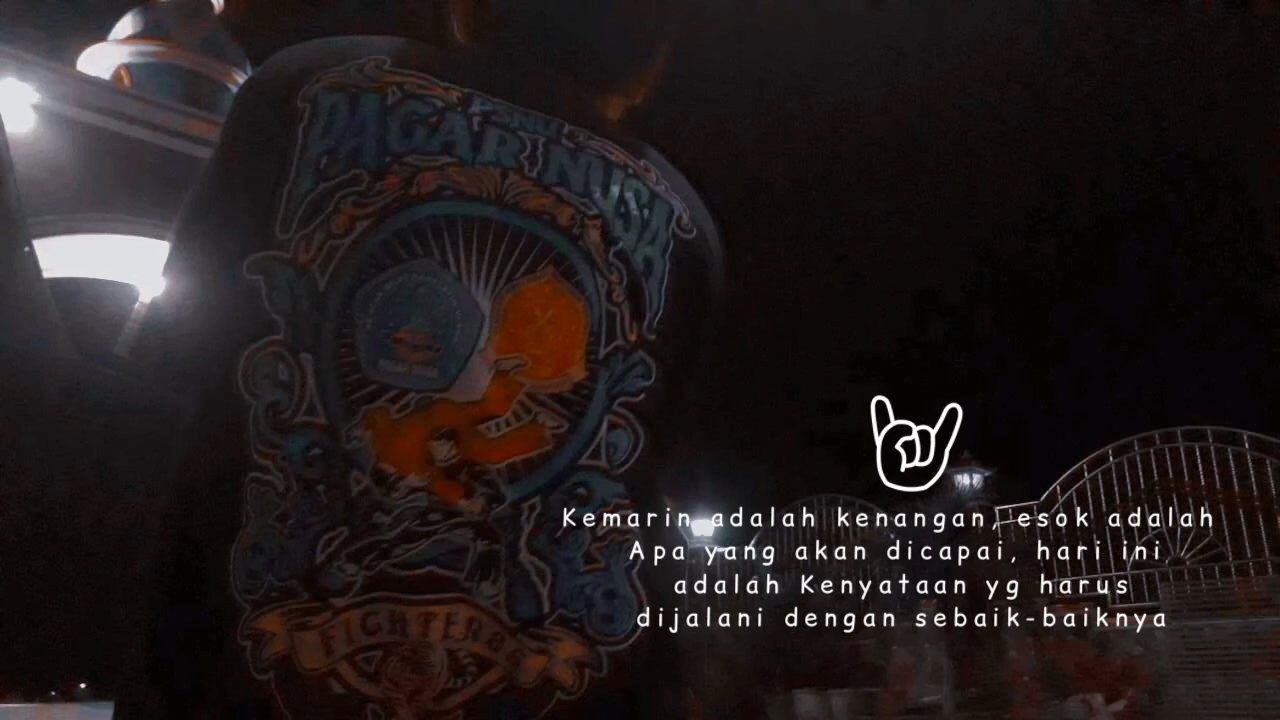 PSNU
PAGAR NUSA
FIGHTER
Kemarin adalah kenangan, esok adalah
Apa yang akan dicapai, hari ini
adalah Kenyataan yg harus
dijalani dengan sebaik-baiknya